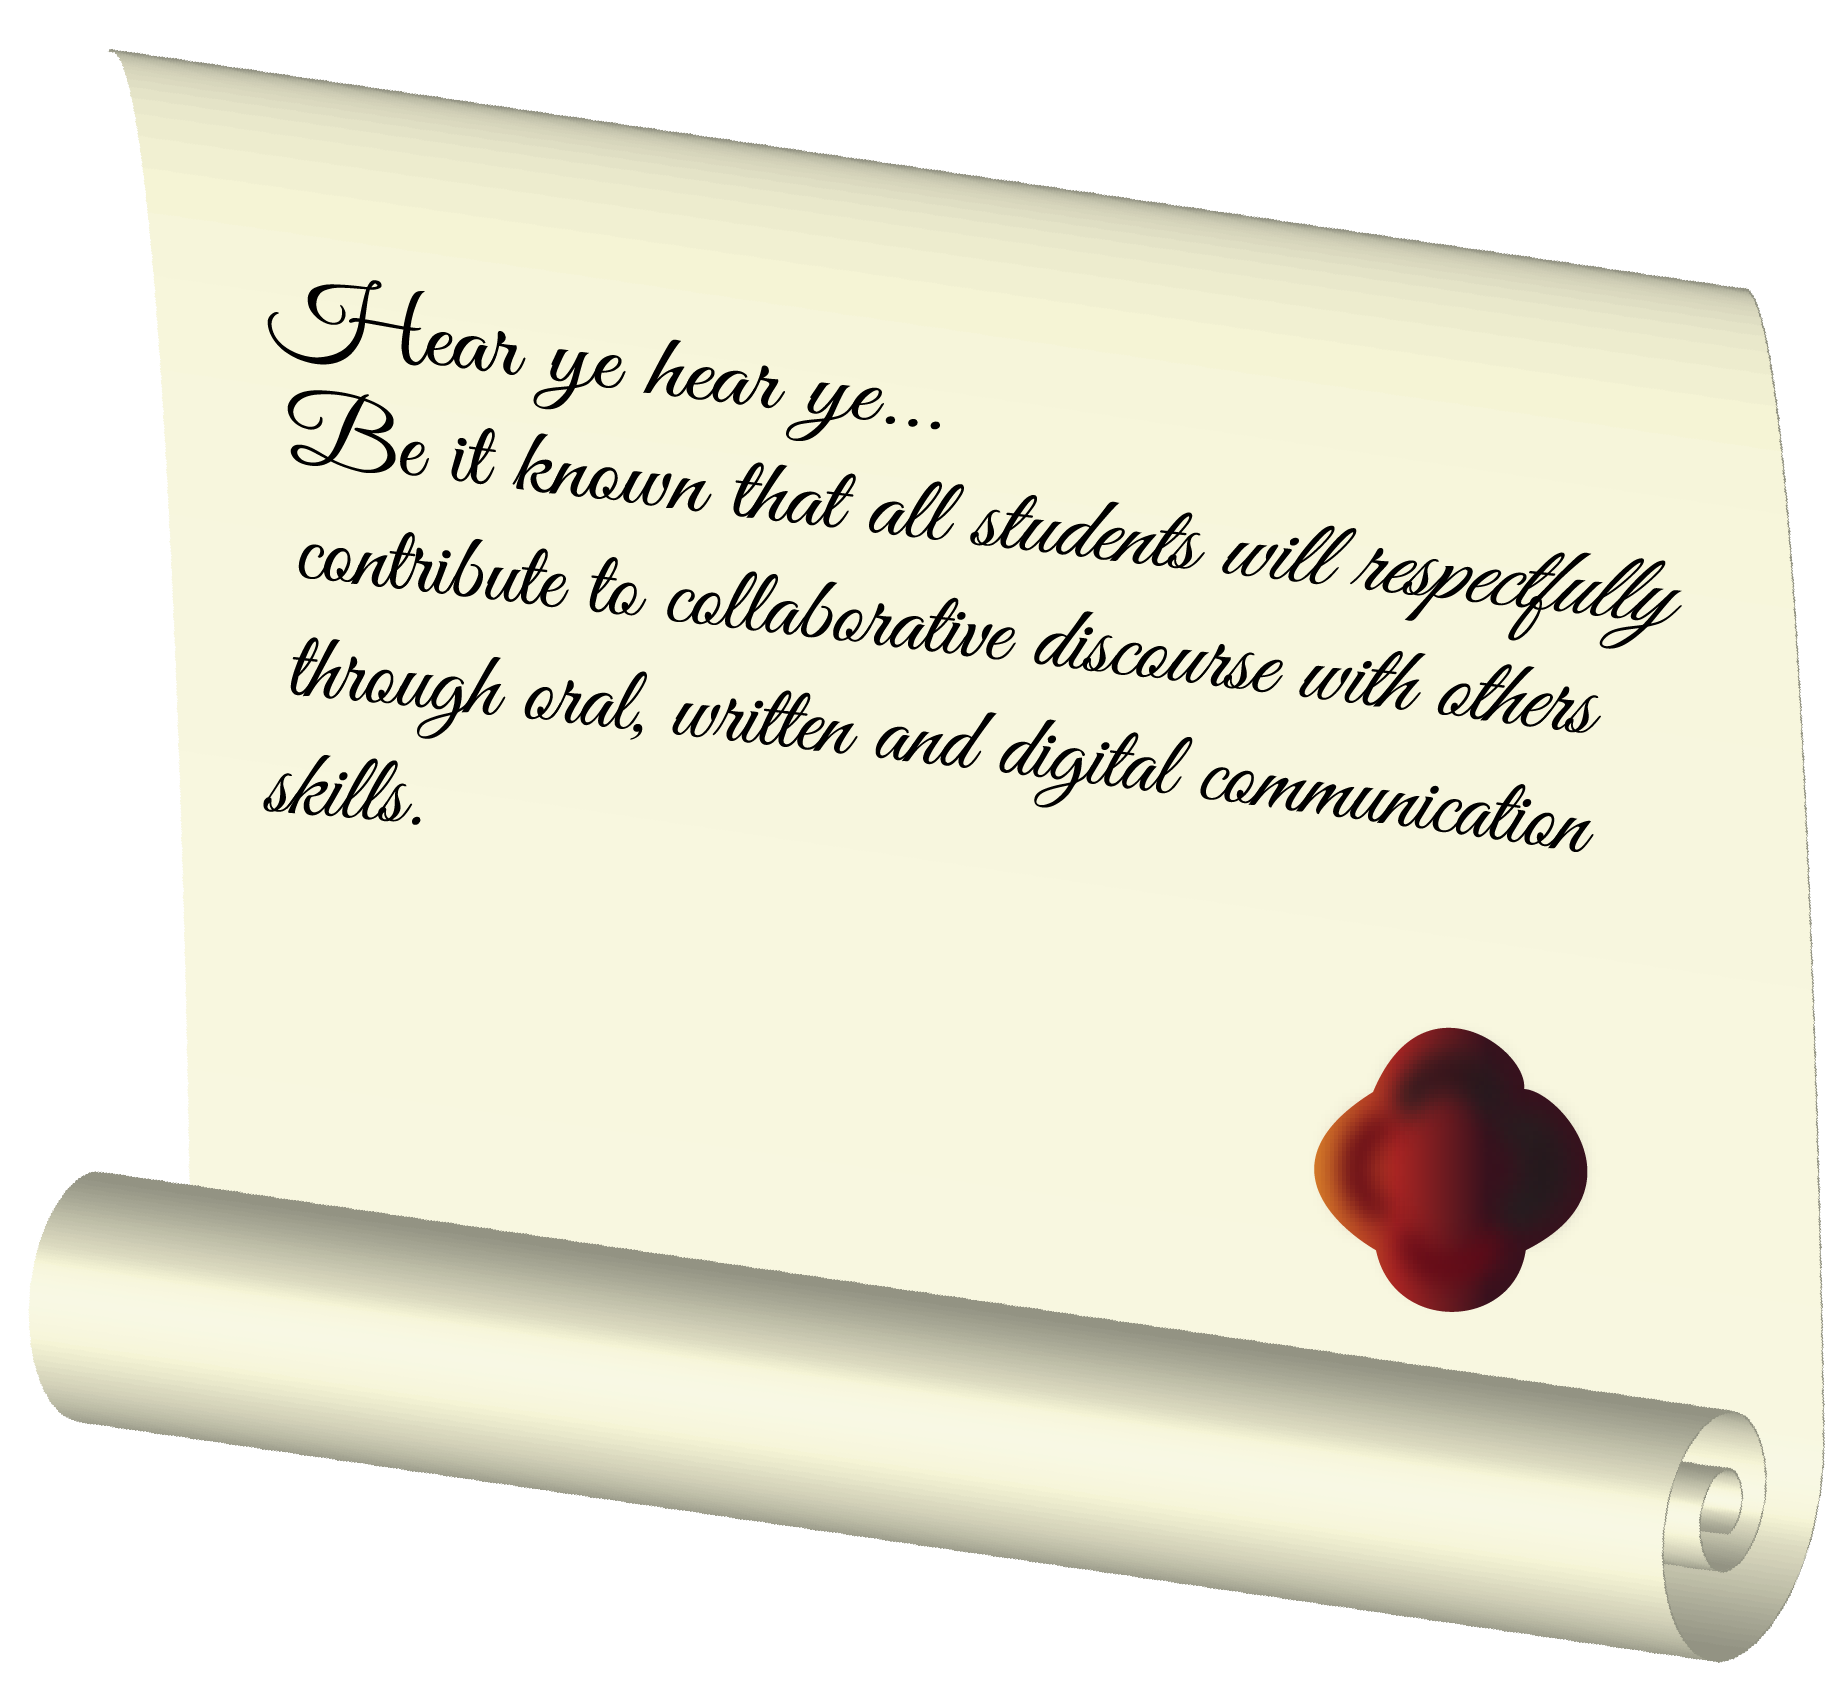 Hear ye hear ye...
Be it known that all students will respectfully
contribute to collaborative discourse with others
through oral, written and digital communication
skills.